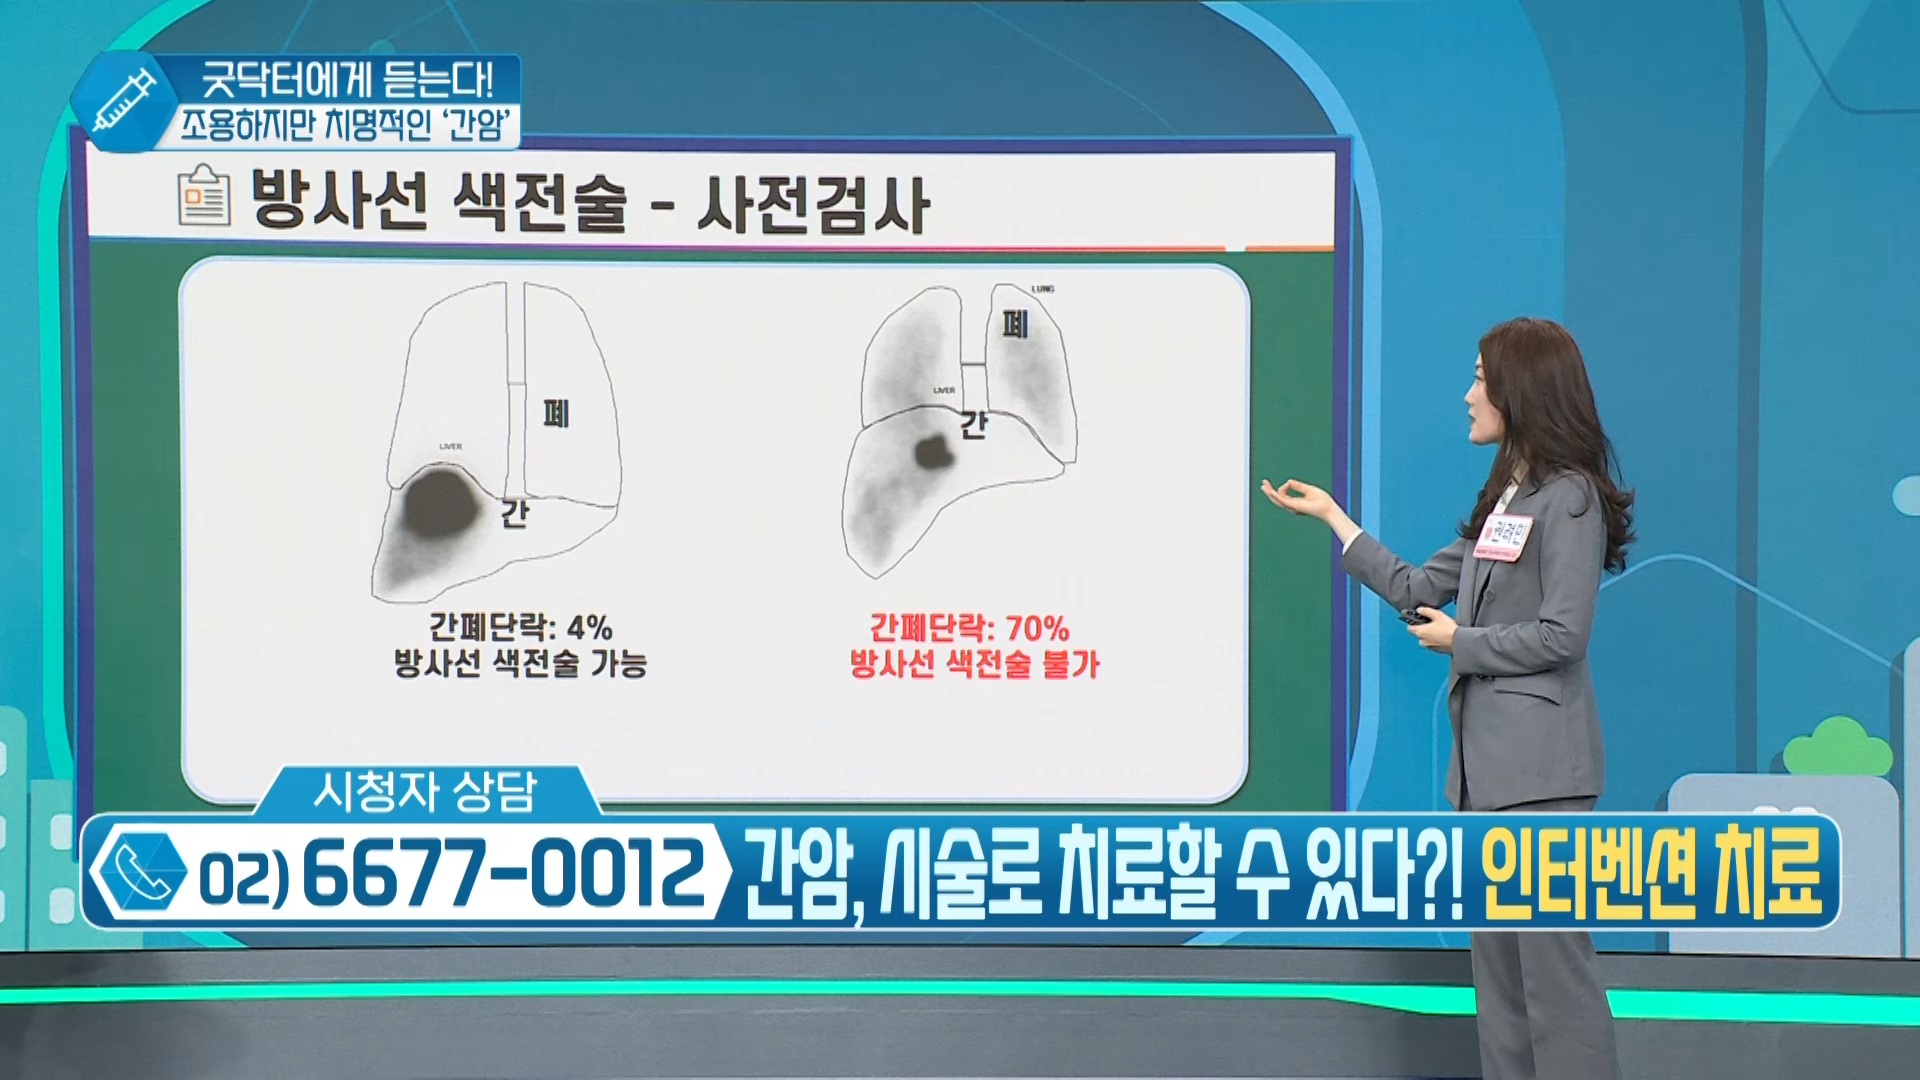 굿닥터에게 듣는다!
조용하지만 치명적인 ‘간암’
방사선 색전술 - 사전검사
LUNG
폐
LIVER
간
폐
LIVER
간
간폐단락: 4%
방사선 색전술 가능
간폐단락: 70%
방사선 색전술 불가
시청자 상담
02) 6677-0012
간암, 시술로 치료할 수 있다?! 인터벤션 치료